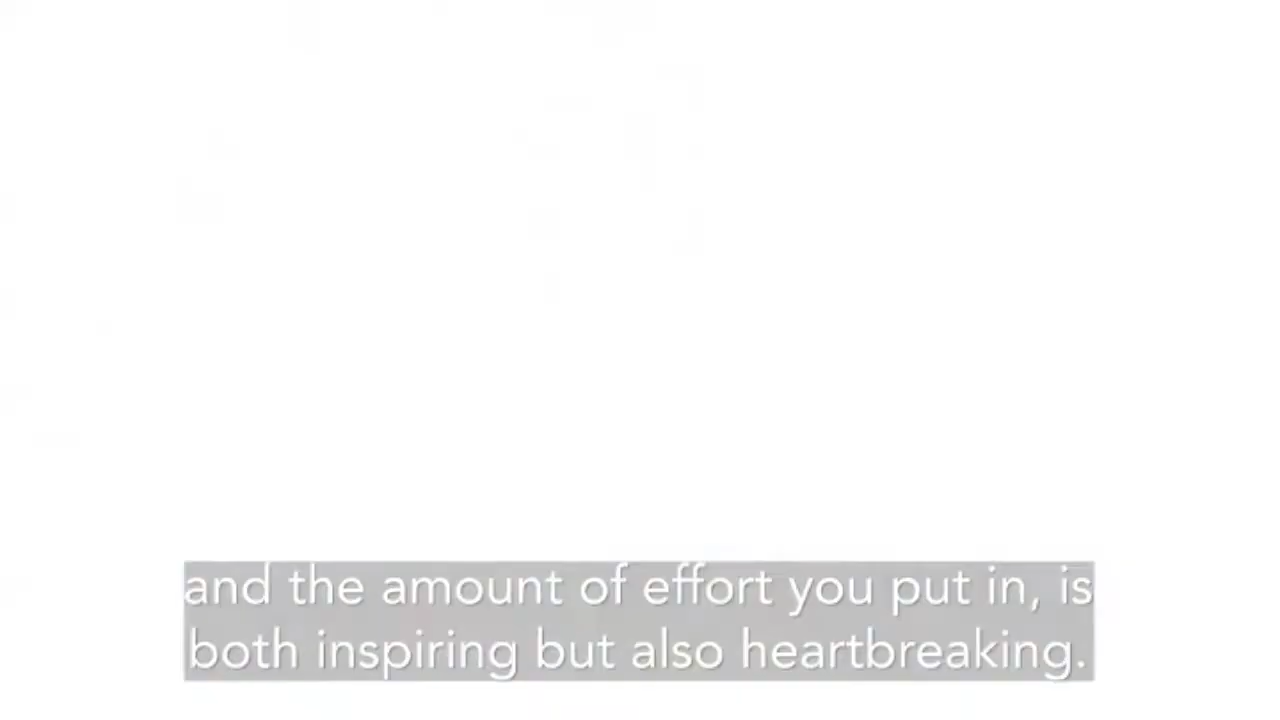 and the amount of effort you put in, is
both inspiring but also heartbreaking.